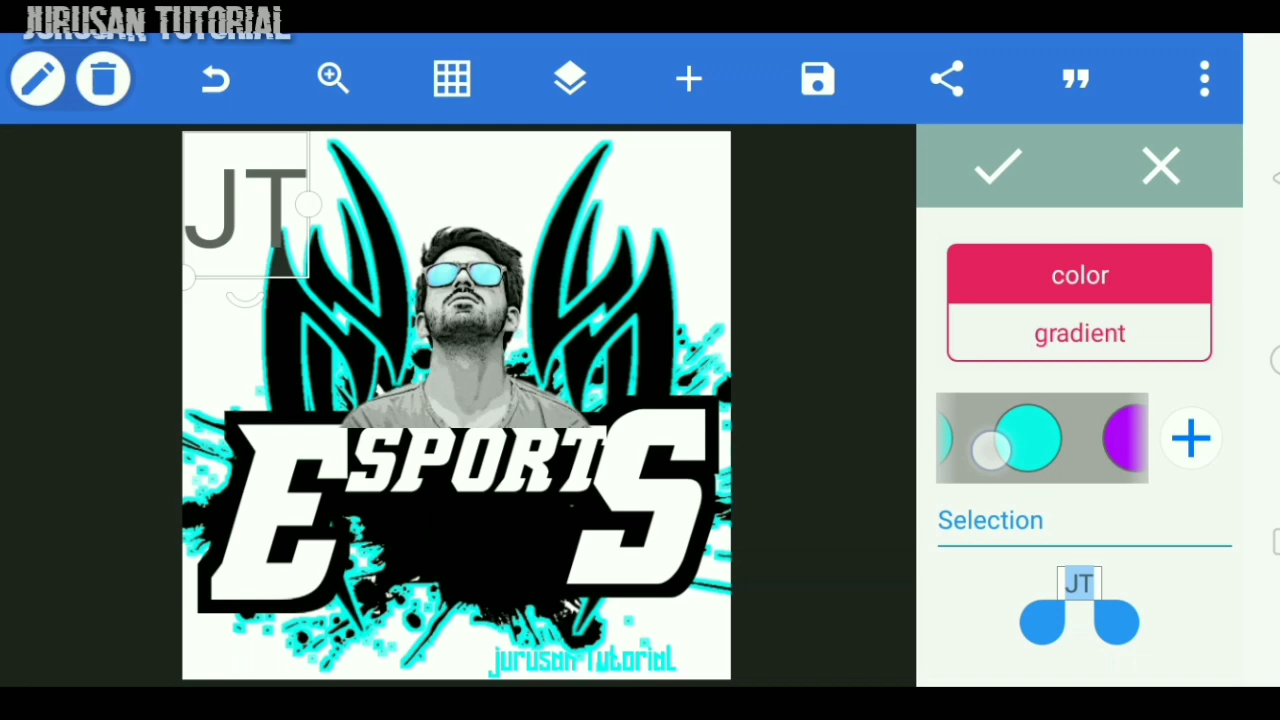 JURUSAN TUTORIAL
JT
color
gradient
Selection
JT
ESPORTS
jurusan Tutorial